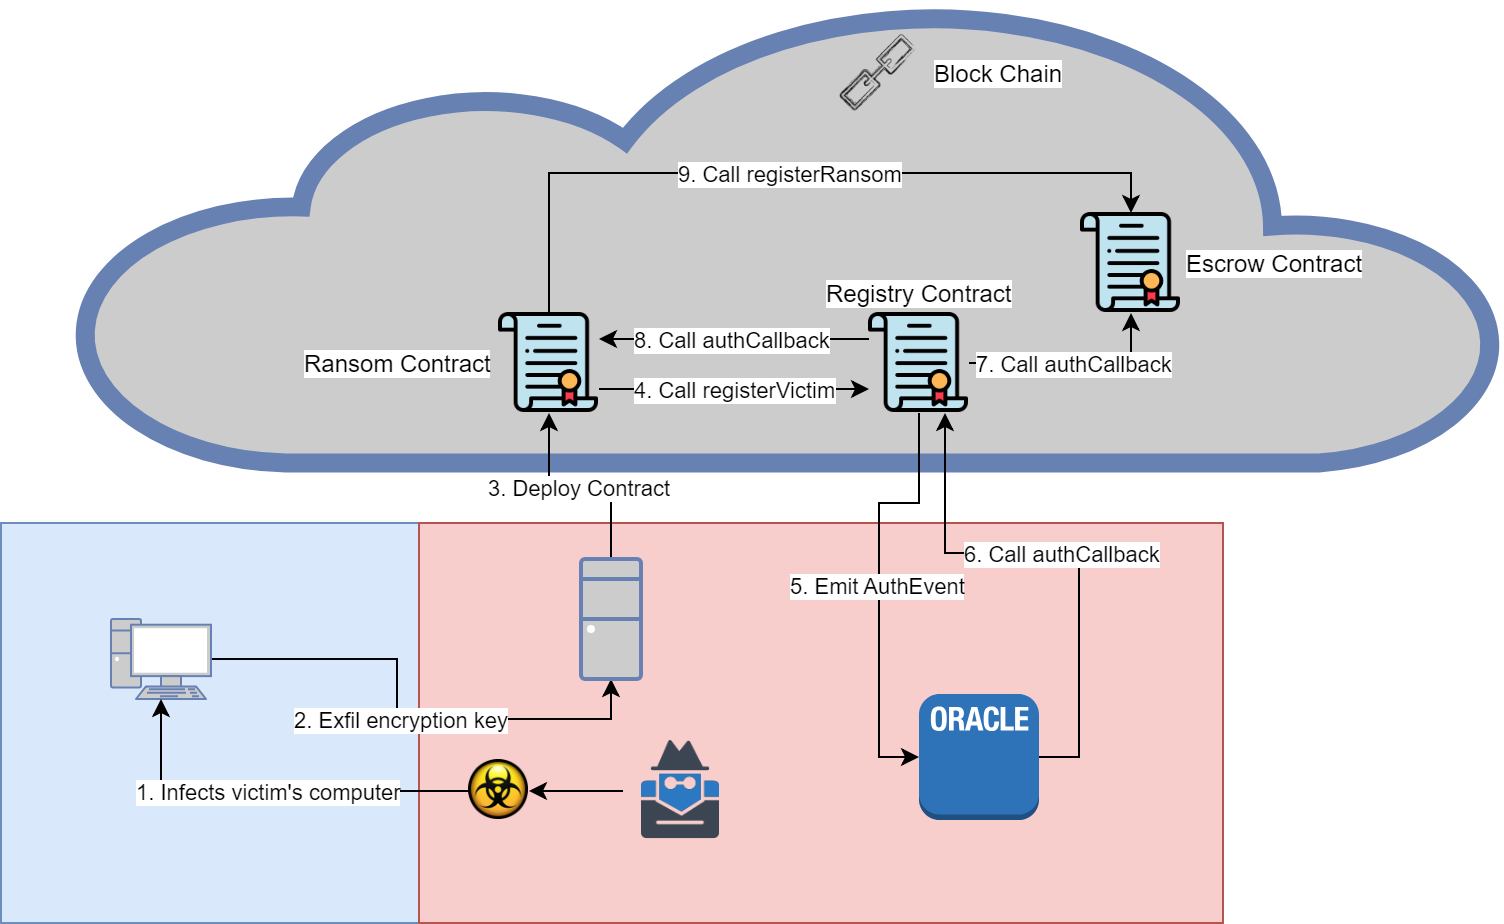 Block Chain
9. Call registerRansom
Escrow Contract
Registry Contract
8. Call authCallback
Ransom Contract
7. Call authCallback
4. Call registerVictim
3. Deploy Contract
6. Call authCallback
5. Emit AuthEvent
2. Exfil encryption key
ORACLE
1. Infects victim's computer